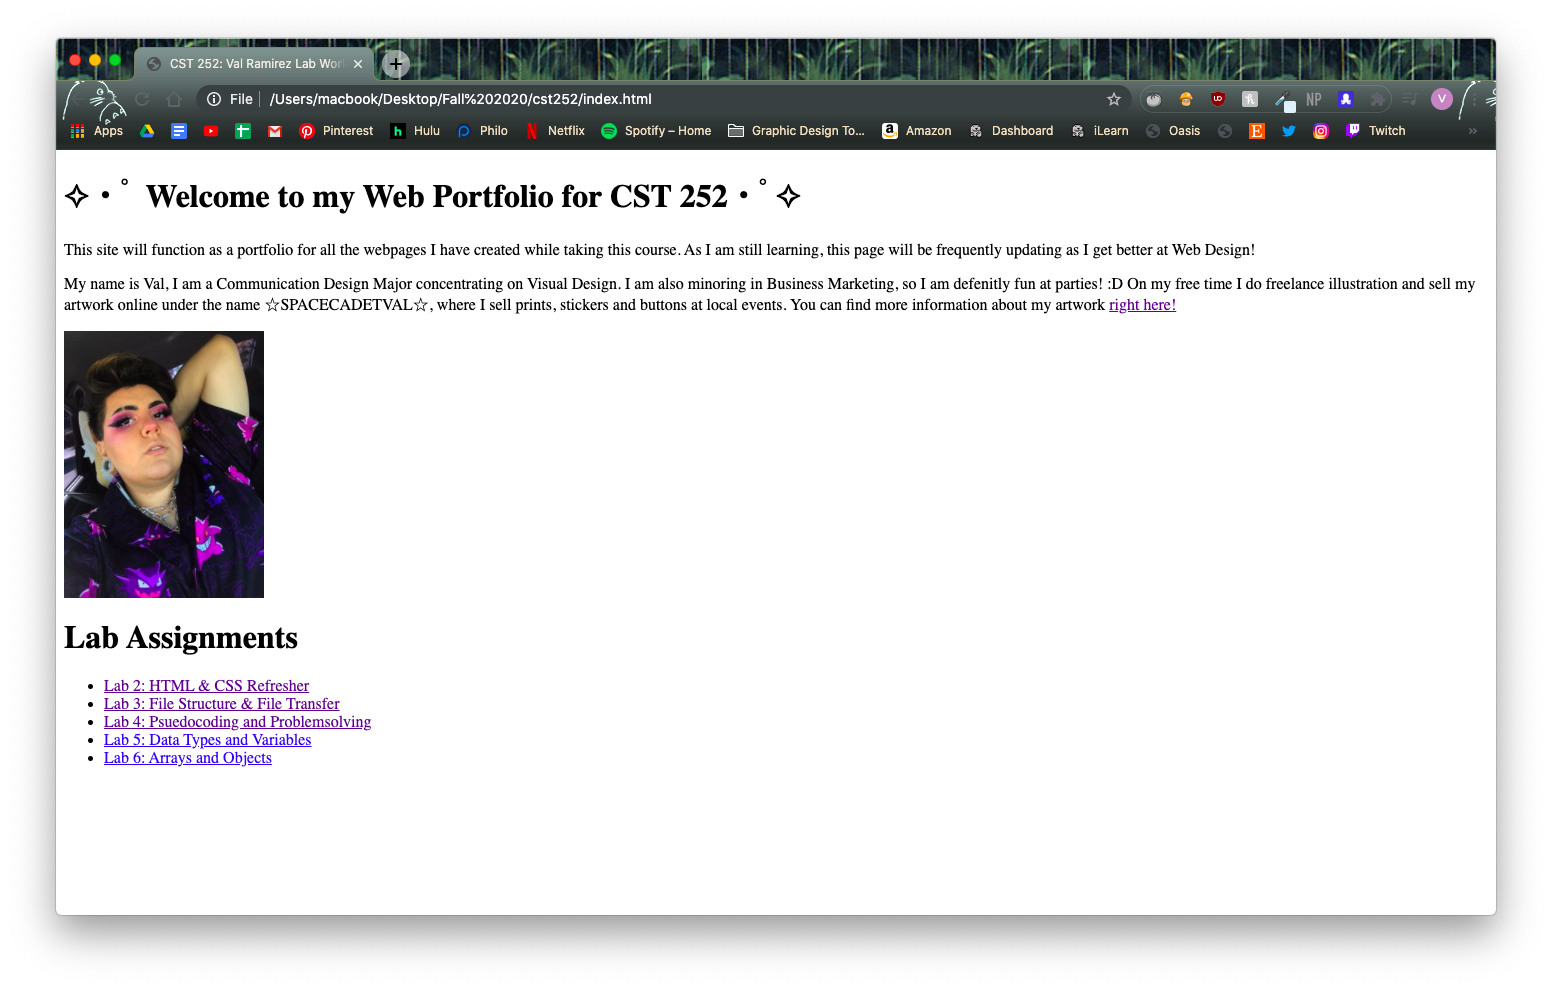 CST 252: Val Ramirez Lab Wor
File /Users/macbook/Desktop/Fall%202020/cst252/index.html
NP
V
Apps Pinterest Hulu Philo Netflix Spotify – Home Graphic Design To... Amazon Dashboard iLearn Oasis Twitch »
✧・゚ Welcome to my Web Portfolio for CST 252・゚✧
This site will function as a portfolio for all the webpages I have created while taking this course. As I am still learning, this page will be frequently updating as I get better at Web Design!
My name is Val, I am a Communication Design Major concentrating on Visual Design. I am also minoring in Business Marketing, so I am defenitly fun at parties! :D On my free time I do freelance illustration and sell my
artwork online under the name ☆SPACECADETVAL☆, where I sell prints, stickers and buttons at local events. You can find more information about my artwork right here!
Lab Assignments
• Lab 2: HTML & CSS Refresher
• Lab 3: File Structure & File Transfer
• Lab 4: Psuedocoding and Problemsolving
• Lab 5: Data Types and Variables
• Lab 6: Arrays and Objects